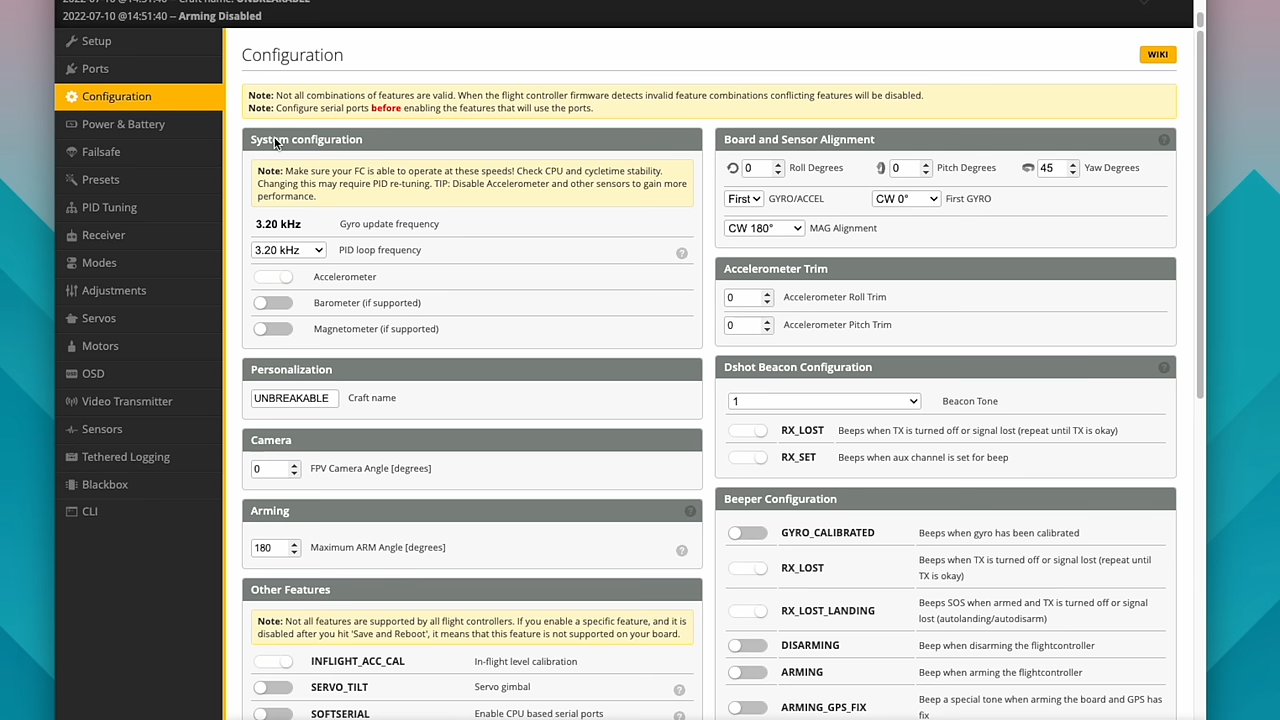 2022-07-10 @14:51:40 -- Craft name: UNBREAKABLE
2022-07-10 @14:51:40 -- Arming Disabled
Setup
Ports
Configuration
Power & Battery
Failsafe
Presets
PID Tuning
Receiver
Modes
Adjustments
Servos
Motors
OSD
Video Transmitter
Sensors
Tethered Logging
Blackbox
CLI
Configuration
WIKI
Note: Not all combinations of features are valid. When the flight controller firmware detects invalid feature combinations conflicting features will be disabled.
Note: Configure serial ports before enabling the features that will use the ports.
System configuration
Note: Make sure your FC is able to operate at these speeds! Check CPU and cycletime stability.
Changing this may require PID re-tuning. TIP: Disable Accelerometer and other sensors to gain more
performance.
3.20 kHz Gyro update frequency
3.20 kHz PID loop frequency ?
Accelerometer
Barometer (if supported)
Magnetometer (if supported)
Personalization
UNBREAKABLE Craft name
Camera
0 FPV Camera Angle [degrees]
Arming ?
180 Maximum ARM Angle [degrees] ?
Other Features
Note: Not all features are supported by all flight controllers. If you enable a specific feature, and it is
disabled after you hit 'Save and Reboot', it means that this feature is not supported on your board.
INFLIGHT_ACC_CAL In-flight level calibration
SERVO_TILT Servo gimbal ?
SOFTSERIAL Enable CPU based serial ports ?
Board and Sensor Alignment ?
0 Roll Degrees 0 Pitch Degrees 45 Yaw Degrees
First GYRO/ACCEL CW 0° First GYRO
CW 180° MAG Alignment
Accelerometer Trim
0 Accelerometer Roll Trim
0 Accelerometer Pitch Trim
Dshot Beacon Configuration ?
1 Beacon Tone
RX_LOST Beeps when TX is turned off or signal lost (repeat until TX is okay)
RX_SET Beeps when aux channel is set for beep
Beeper Configuration
GYRO_CALIBRATED Beeps when gyro has been calibrated
RX_LOST Beeps when TX is turned off or signal lost (repeat until
TX is okay)
RX_LOST_LANDING Beeps SOS when armed and TX is turned off or signal
lost (autolanding/autodisarm)
DISARMING Beep when disarming the flightcontroller
ARMING Beep when arming the flightcontroller
ARMING_GPS_FIX Beep a special tone when arming the board and GPS has
fix